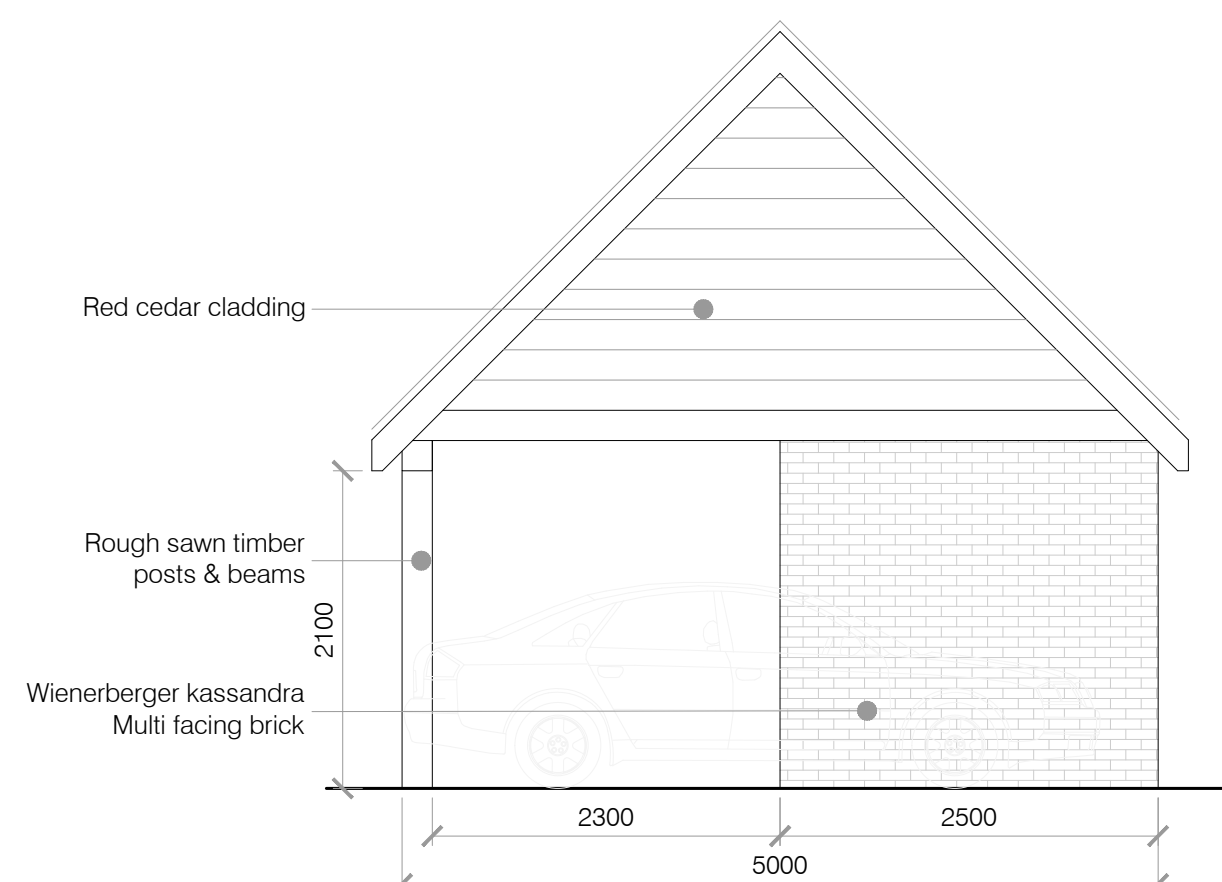 Red cedar cladding
Rough sawn timber
posts & beams
2100
Wienerberger kassandra
Multi facing brick
2300
2500
5000